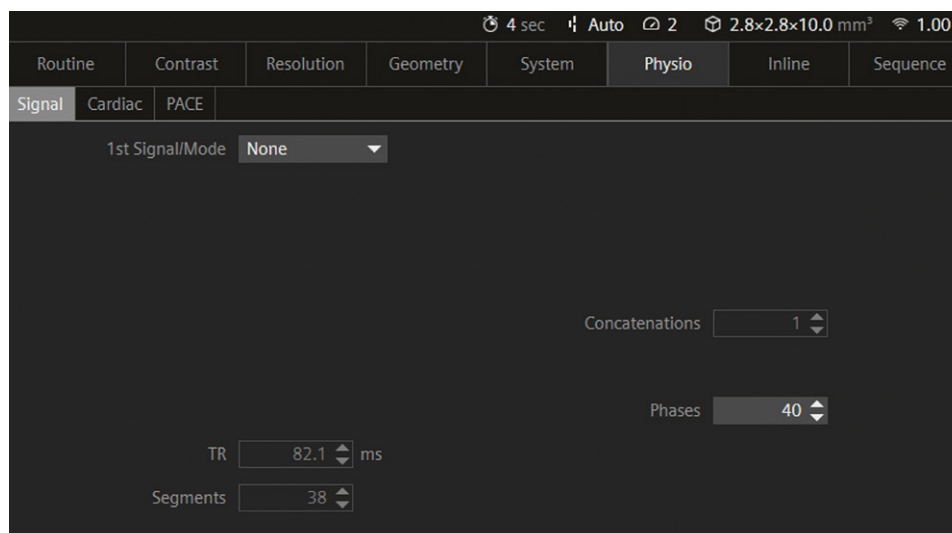 4 sec Auto 2 2.8×2.8×10.0 mm³ 1.00
Routine Contrast Resolution Geometry System Physio Inline Sequence
Signal Cardiac PACE
1st Signal/Mode None
Concatenations 1
Phases 40
TR 82.1 ms
Segments 38